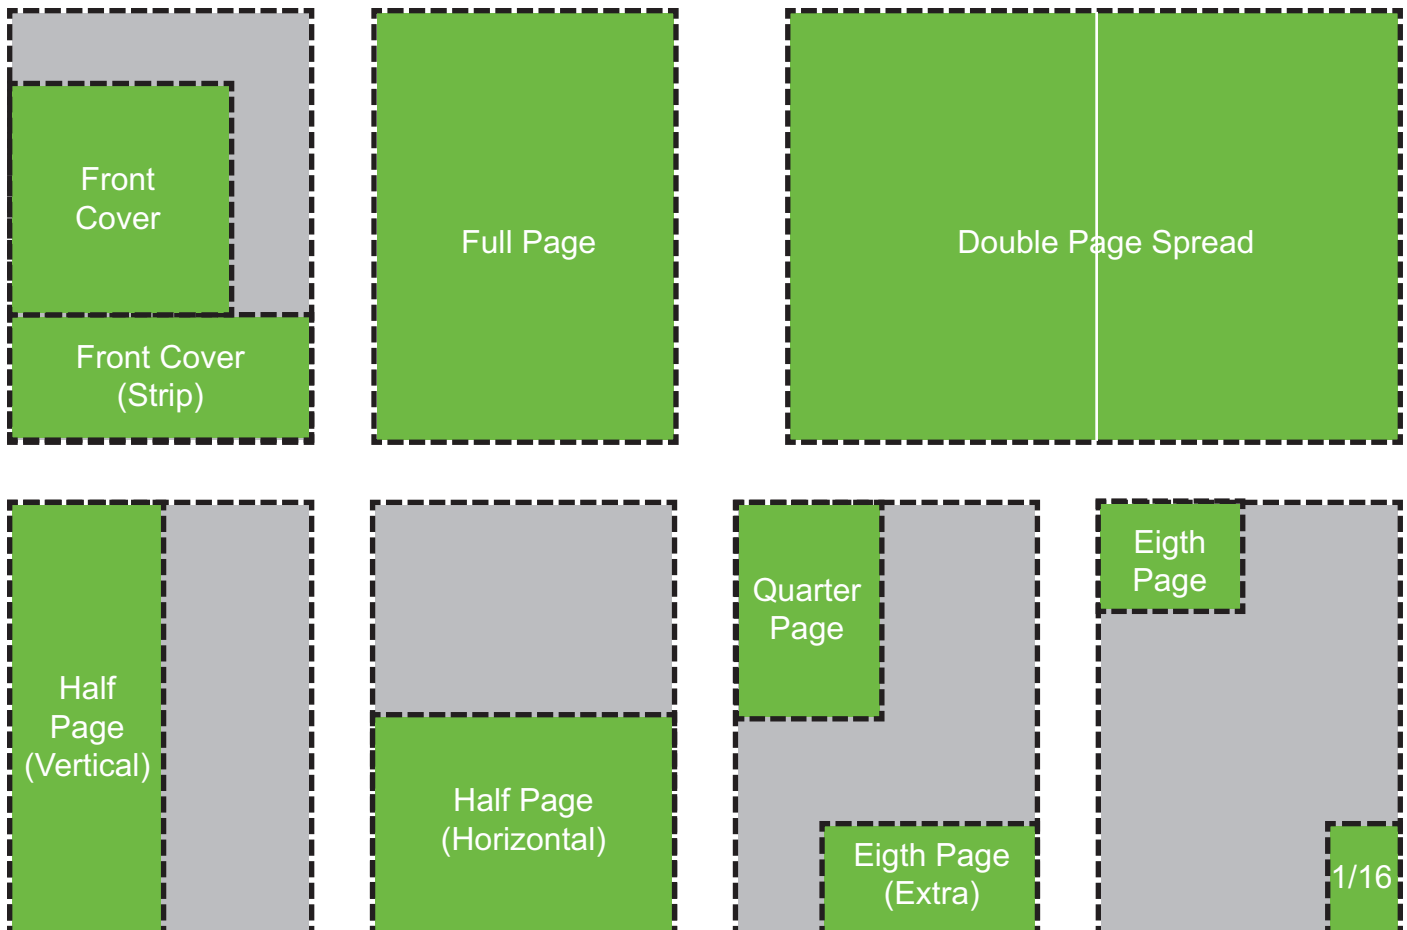 Front
Cover
Front Cover
(Strip)
Full Page
Double Page Spread
Half
Page
(Vertical)
Half Page
(Horizontal)
Quarter
Page
Eigth Page
(Extra)
Eigth
Page
1/16